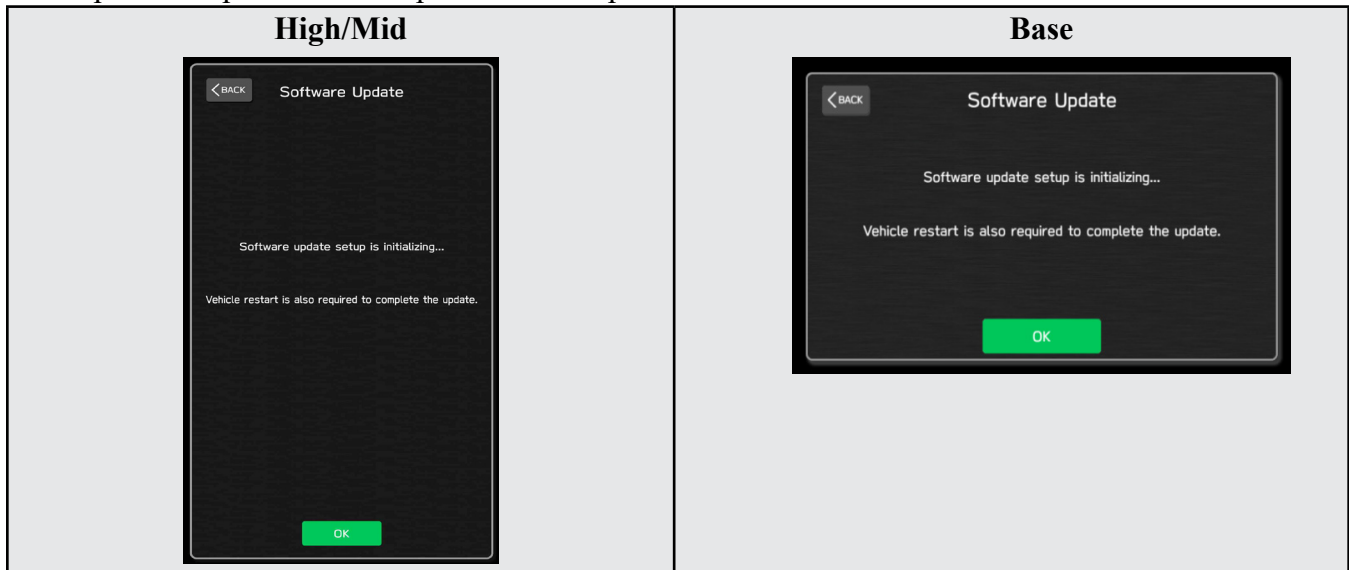 High/Mid
Base
< BACK Software Update
Software update setup is initializing...
Vehicle restart is also required to complete the update.
OK
< BACK Software Update
Software update setup is initializing...
Vehicle restart is also required to complete the update.
OK